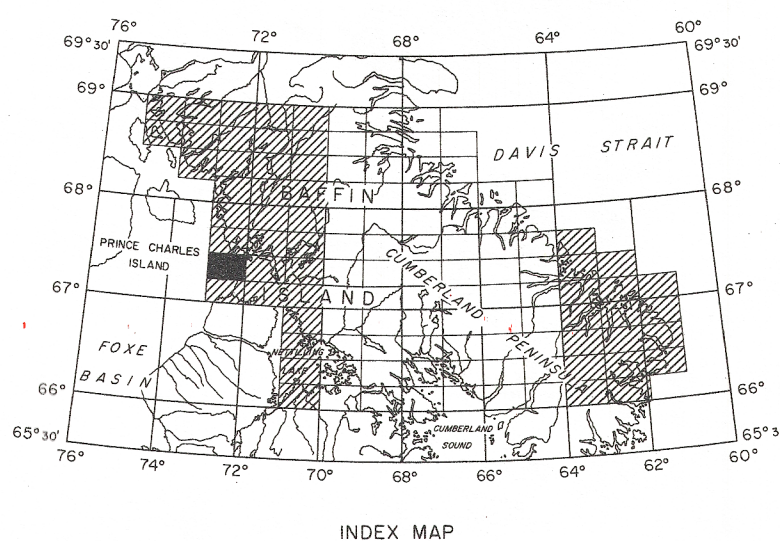 76° 72° 68° 64° 60°
69° 30' 69° 30'
69° 69°
DAVIS STRAIT
68° 68°
BAFFIN
PRINCE CHARLES
ISLAND
CUMBERLAND
67° 67°
ISLAND
PENINSU
FOXE
BASIN
NETTILLING
LAKE
66° 66°
CUMBERLAND
SOUND
65° 30' 65° 3
76° 74° 72° 70° 68° 66° 64° 62° 60°
INDEX MAP